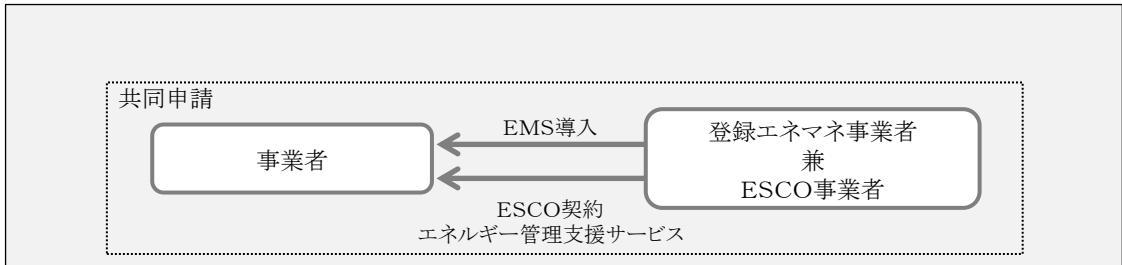 共同申請
事業者
EMS導入
登録エネマネ事業者
兼
ESCO事業者
ESCO契約
エネルギー管理支援サービス